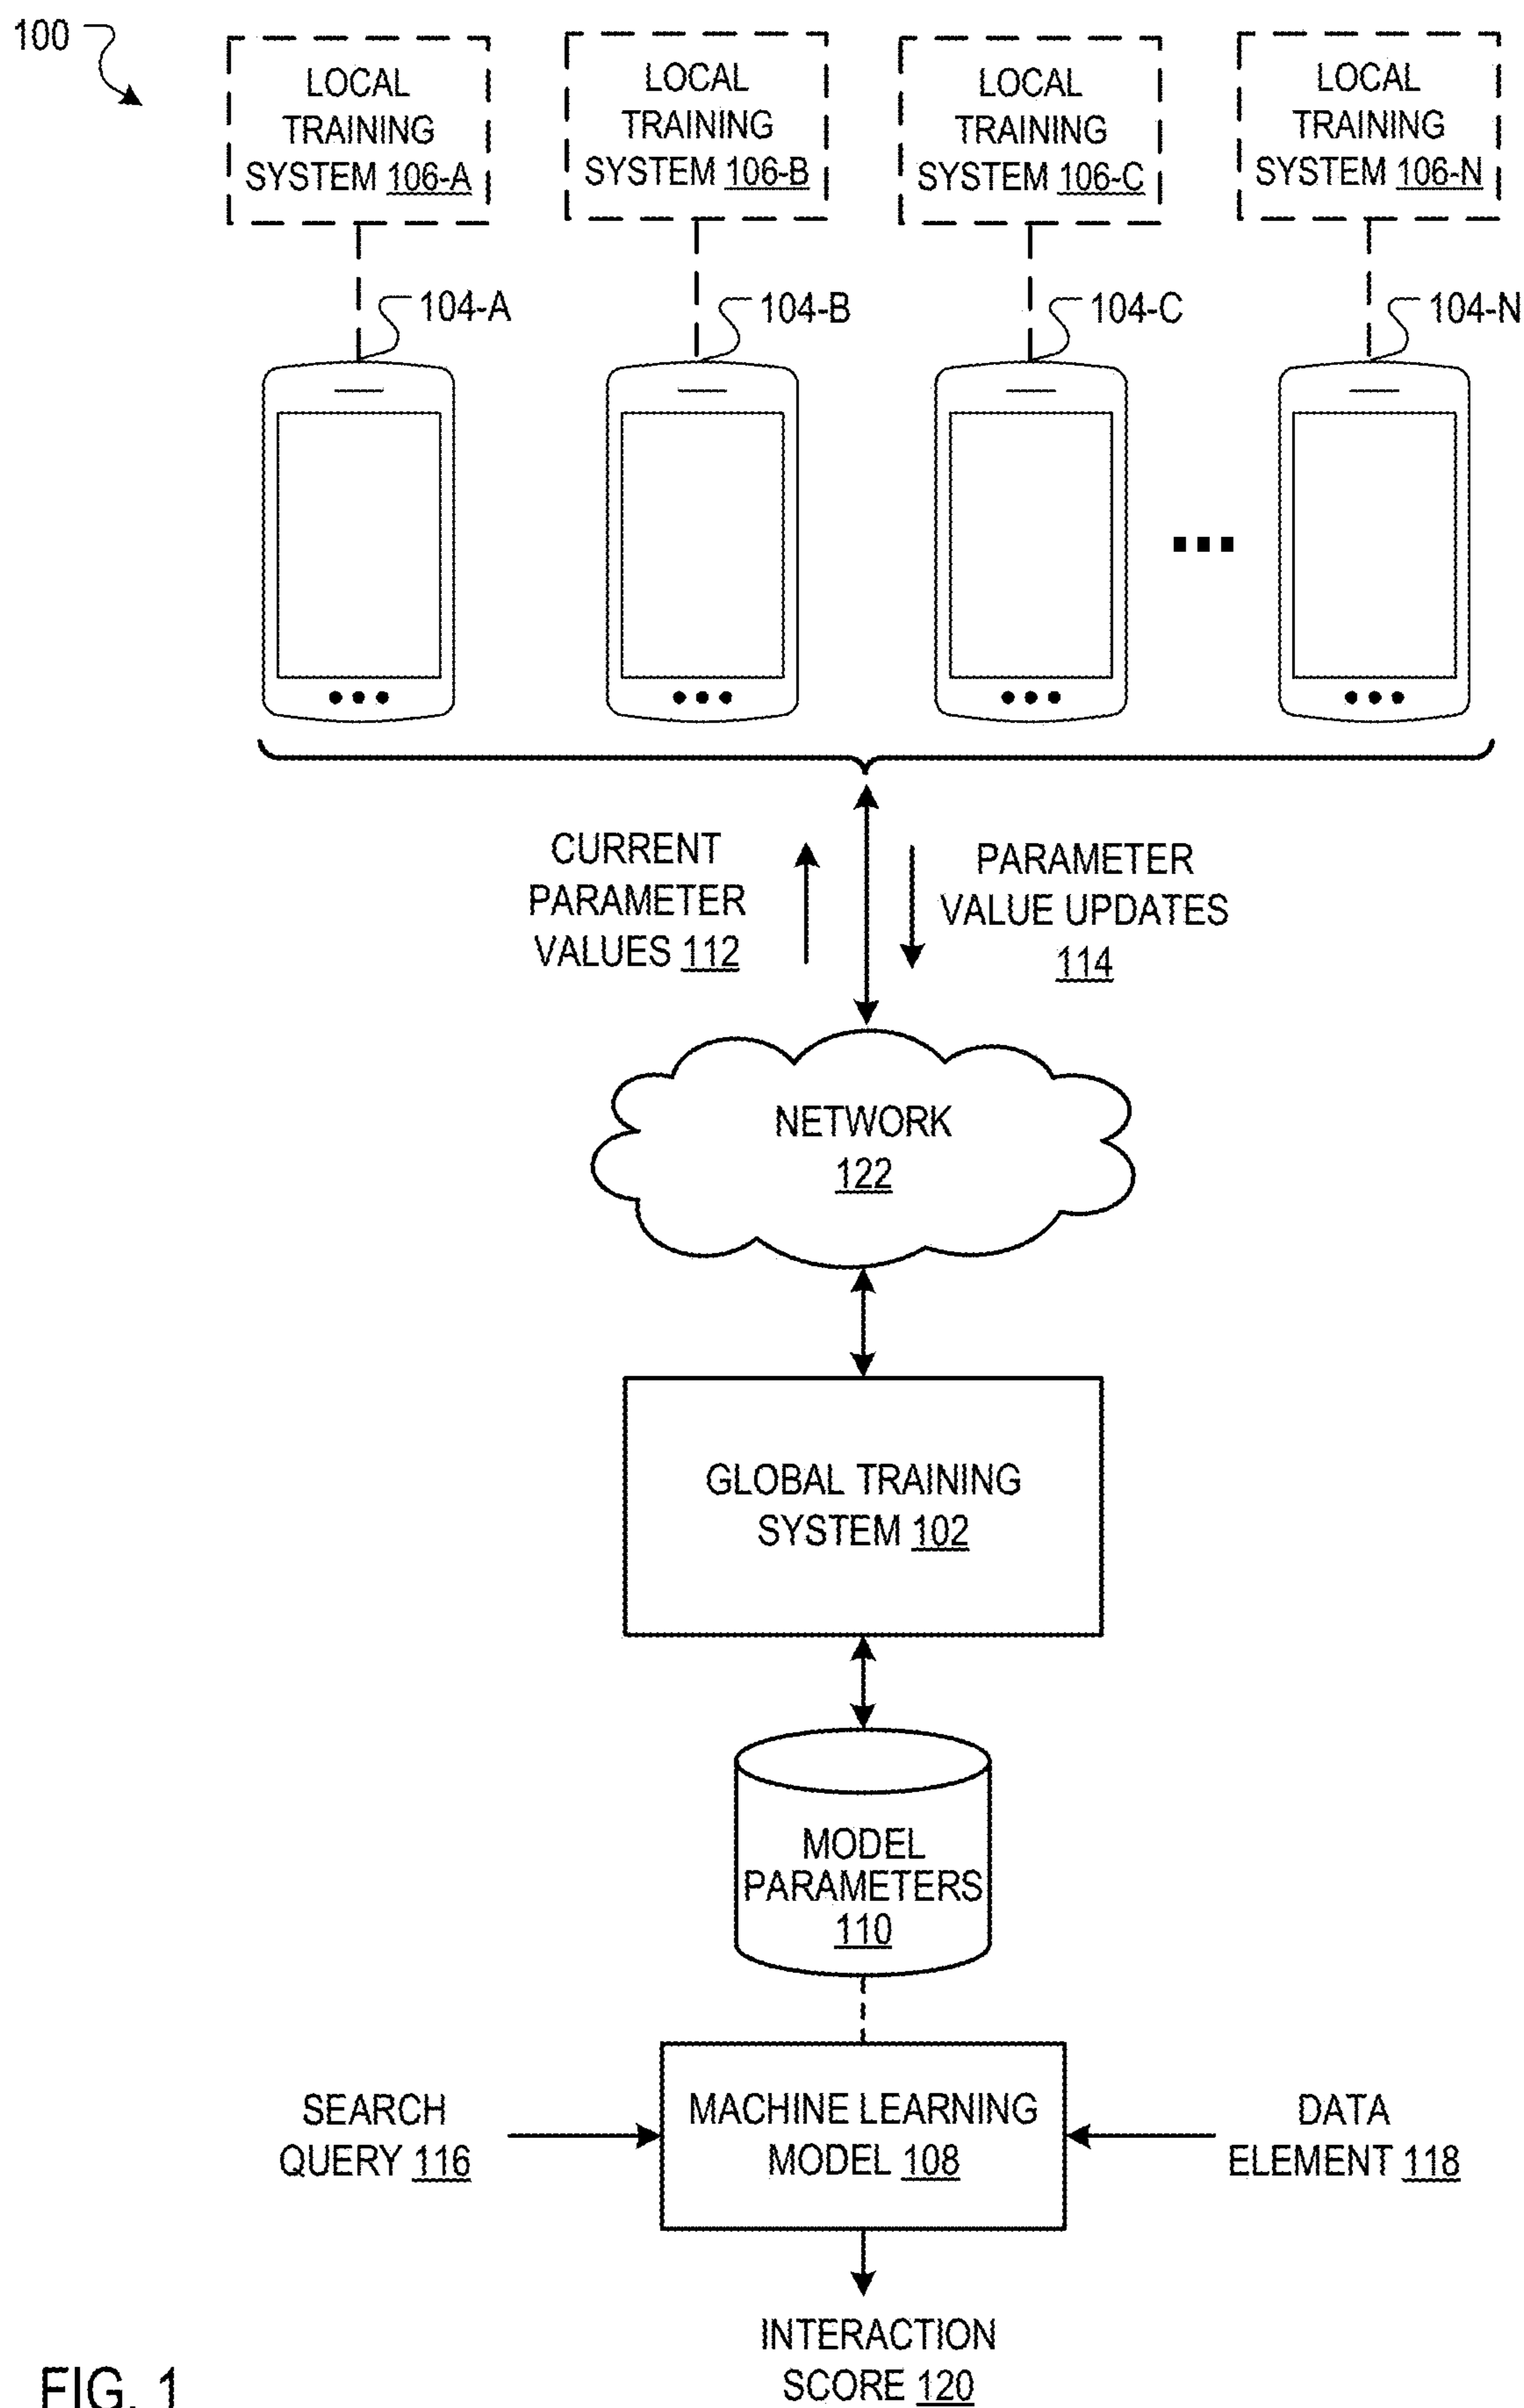 100
LOCAL
TRAINING
SYSTEM 106-A
LOCAL
TRAINING
SYSTEM 106-B
LOCAL
TRAINING
SYSTEM 106-C
LOCAL
TRAINING
SYSTEM 106-N
104-A
104-B
104-C
104-N
CURRENT
PARAMETER
VALUES 112
PARAMETER
VALUE UPDATES
114
NETWORK
122
GLOBAL TRAINING
SYSTEM 102
MODEL
PARAMETERS
110
SEARCH
QUERY 116
MACHINE LEARNING
MODEL 108
DATA
ELEMENT 118
INTERACTION
SCORE 120
FIG. 1